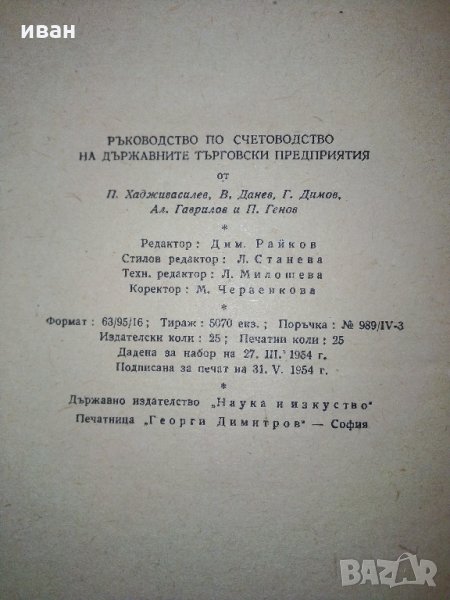 иван
РЪКОВОДСТВО ПО СЧЕТОВОДСТВО
НА ДЪРЖАВНИТЕ ТЪРГОВСКИ ПРЕДПРИЯТИЯ
от
П. Хадживасилев, В. Данев, Г. Димов,
Ал. Гаврилов и П. Генов
*
Редактор : Дим. Райков
Стилов редактор : Л. Станева
Техн. редактор : Л. Милошева
Коректор : М. Червенкова
*
Формат : 63/95/16 ; Тираж : 5070 екз. ; Поръчка : № 989/IV-3
Издателски коли : 25 ; Печатни коли : 25
Дадена за набор на 27. III. 1954 г.
Подписана за печат на 31. V. 1954 г.
*
Държавно издателство „Наука и изкуство"
Печатница „Георги Димитров" — София
BAZAR